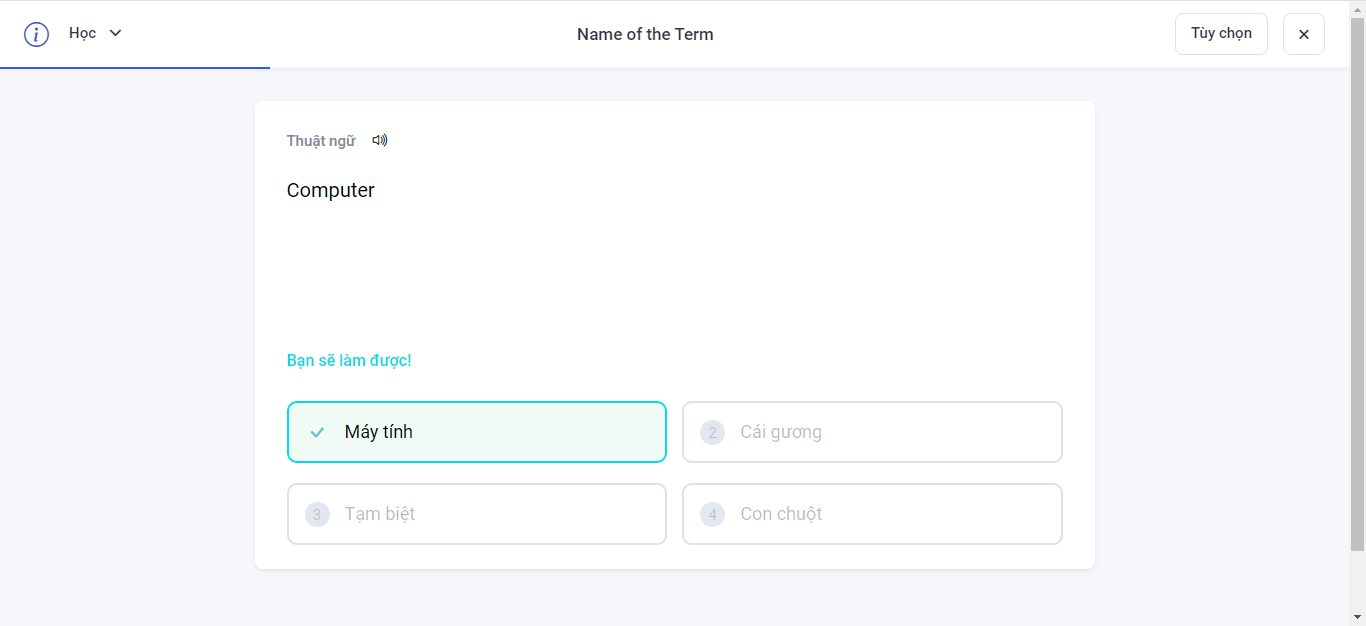 i Học
Name of the Term
Tùy chọn
Thuật ngữ
Computer
Bạn sẽ làm được!
Máy tính
2 Cái gương
3 Tạm biệt
4 Con chuột